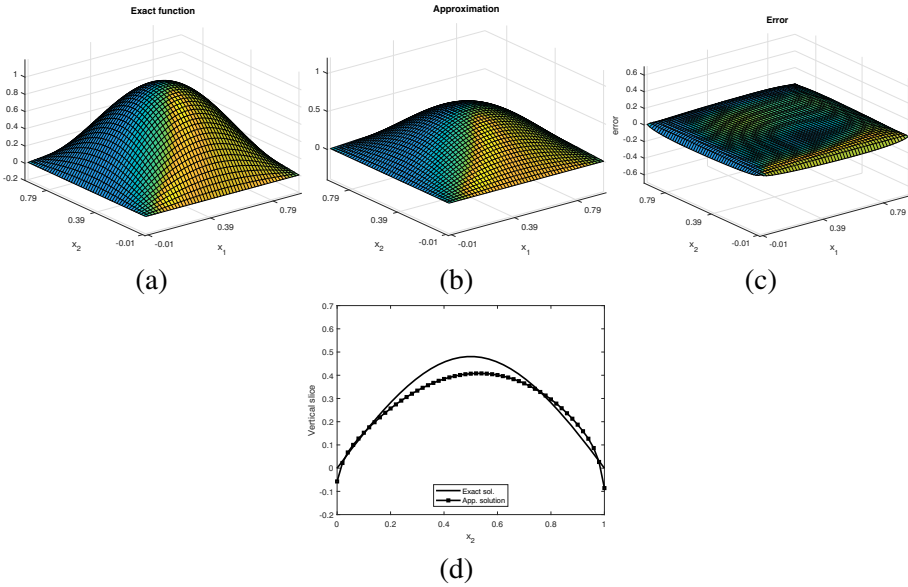 Exact function
1
0.8
0.6
0.4
0.2
0
-0.2
0.79
0.39
-0.01
x2
-0.01
0.39
0.79
x1
(a)
Approximation
1
0.5
0
0.79
0.39
-0.01
x2
-0.01
0.39
0.79
x1
(b)
Error
error
0.6
0.4
0.2
0
-0.2
-0.4
-0.6
0.79
0.39
-0.01
x2
-0.01
0.39
0.79
x1
(c)
Vertical slice
0.7
0.6
0.5
0.4
0.3
0.2
0.1
0
-0.1
-0.2
0
0.2
0.4
0.6
0.8
1
x2
Exact sol.
App. solution
(d)